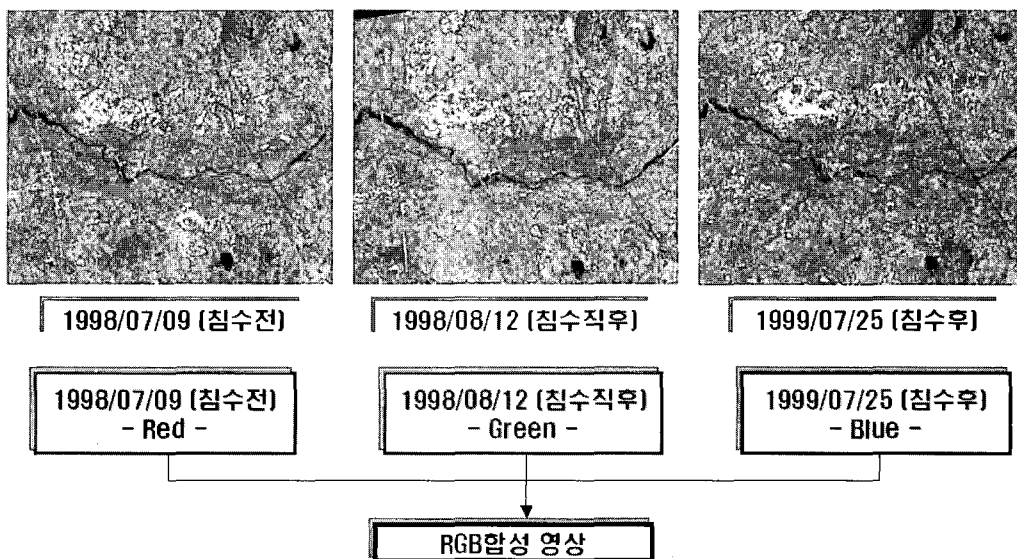 1998/07/09 (침수전)
1998/08/12 (침수직후)
1999/07/25 (침수후)
1998/07/09 (침수전)
- Red -
1998/08/12 (침수직후)
- Green -
1999/07/25 (침수후)
- Blue -
RGB합성 영상